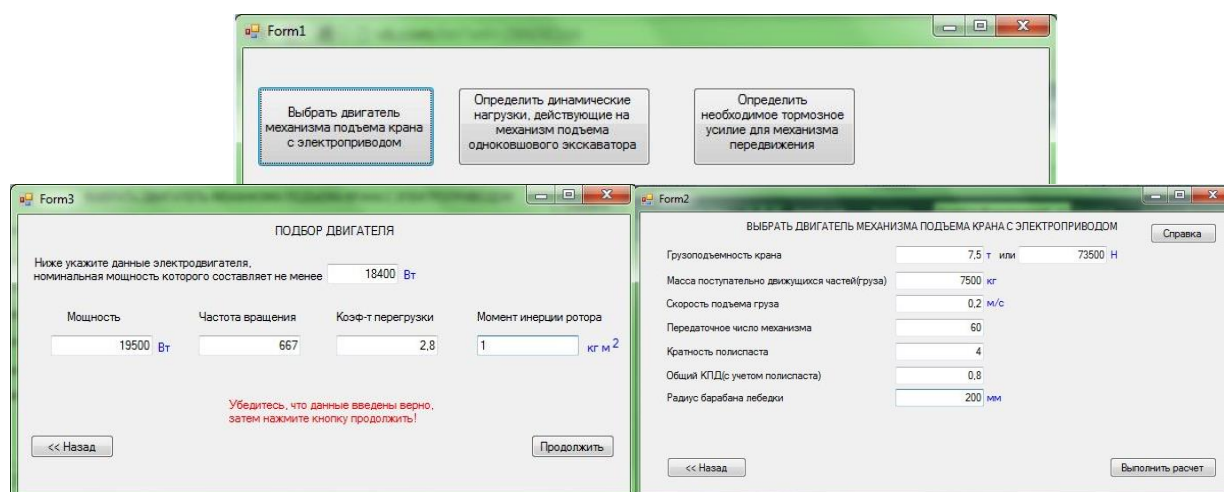 Form1
Выбрать двигатель
механизма подъема крана
с электроприводом
Определить динамические
нагрузки, действующие на
механизм подъема
одноковшового экскаватора
Определить
необходимое тормозное
усилие для механизма
передвижения
Form3
ПОДБОР ДВИГАТЕЛЯ
Ниже укажите данные электродвигателя,
номинальная мощность которого составляет не менее 18400 Вт
Мощность Частота вращения Коэф-т перегрузки Момент инерции ротора
19500 Вт 667 2,8 1 кг м 2
Убедитесь, что данные введены верно,
затем нажмите кнопку продолжить!
<< Назад Продолжить
Form2
ВЫБРАТЬ ДВИГАТЕЛЬ МЕХАНИЗМА ПОДЪЕМА КРАНА С ЭЛЕКТРОПРИВОДОМ
Справка
Грузоподъемность крана 7,5 т или 73500 Н
Масса поступательно движущихся частей(груза) 7500 кг
Скорость подъема груза 0,2 м/с
Передаточное число механизма 60
Кратность полиспаста 4
Общий КПД(с учетом полиспаста) 0,8
Радиус барабана лебедки 200 мм
<< Назад Выполнить расчет